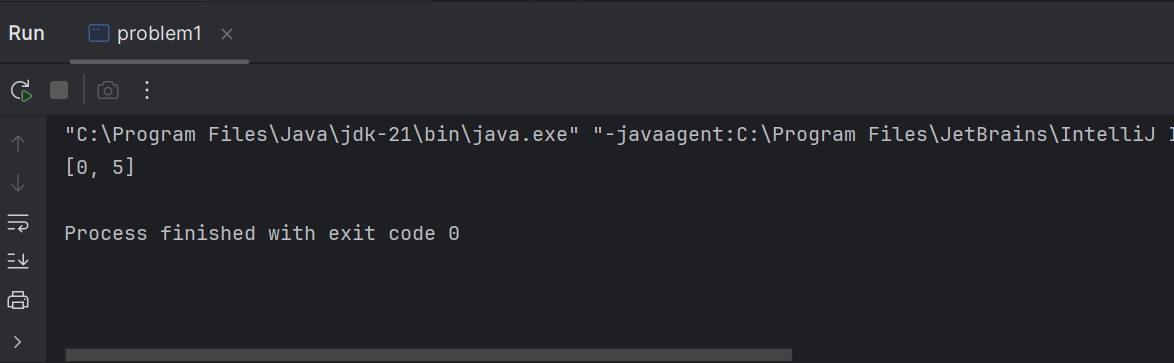 Run problem1
"C:\Program Files\Java\jdk-21\bin\java.exe" "-javaagent:C:\Program Files\JetBrains\IntelliJ
[0, 5]
Process finished with exit code 0